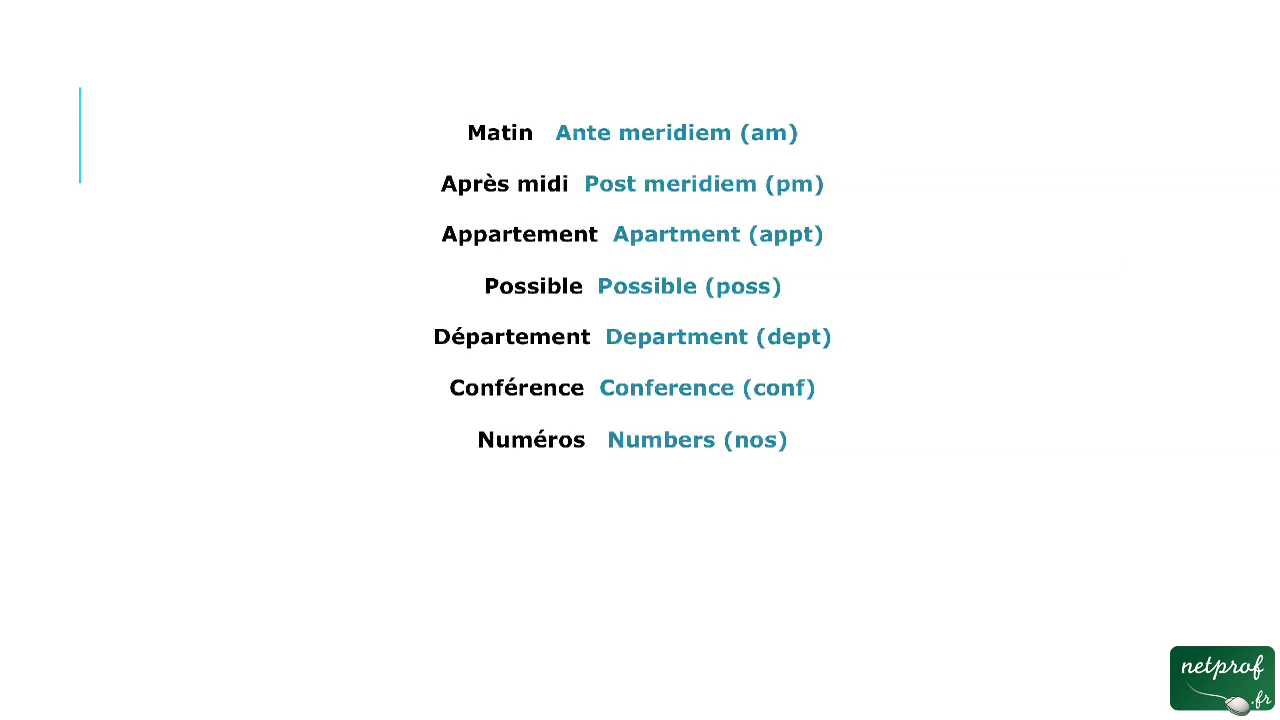 Matin Ante meridiem (am)
Après midi Post meridiem (pm)
Appartement Apartment (appt)
Possible Possible (poss)
Département Department (dept)
Conférence Conference (conf)
Numéros Numbers (nos)
netprof
.fr